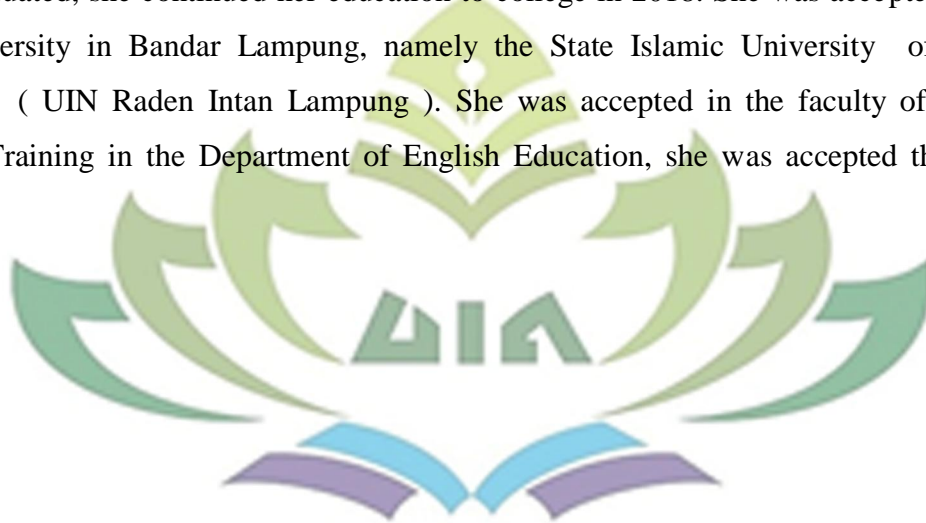 uated, she continued her education to college in 2018. She was accepte
ersity in Bandar Lampung, namely the State Islamic University of
( UIN Raden Intan Lampung ). She was accepted in the faculty of
Training in the Department of English Education, she was accepted th
UIN